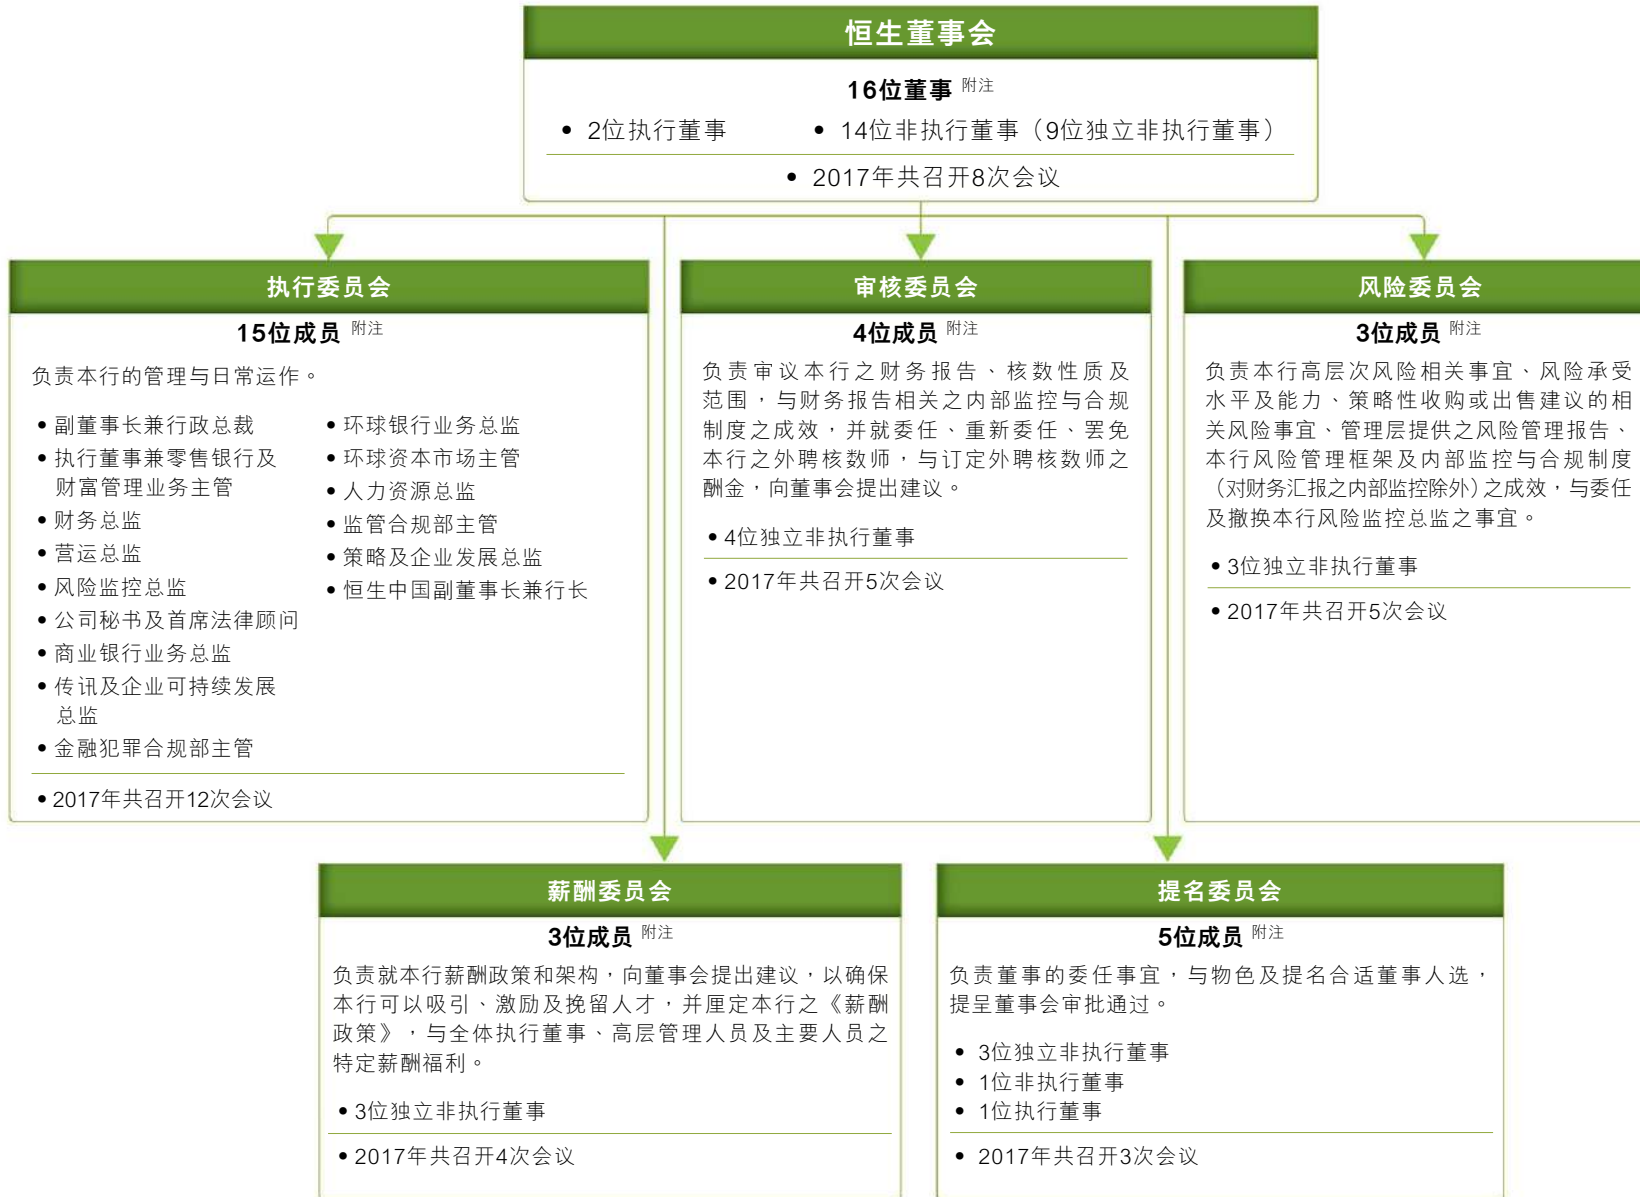 恒生董事会
16位董事 附注
• 2位执行董事
• 14位非执行董事（9位独立非执行董事）
• 2017年共召开8次会议
执行委员会
15位成员 附注
负责本行的管理与日常运作。
• 副董事长兼行政总裁
• 执行董事兼零售银行及
财富管理业务主管
• 财务总监
• 营运总监
• 风险监控总监
• 公司秘书及首席法律顾问
• 商业银行业务总监
• 传讯及企业可持续发展
总监
• 金融犯罪合规部主管
• 环球银行业务总监
• 环球资本市场主管
• 人力资源总监
• 监管合规部主管
• 策略及企业发展总监
• 恒生中国副董事长兼行长
• 2017年共召开12次会议
审核委员会
4位成员 附注
负责审议本行之财务报告、核数性质及
范围，与财务报告相关之内部监控与合规
制度之成效，并就委任、重新委任、罢免
本行之外聘核数师，与订定外聘核数师之
酬金，向董事会提出建议。
• 4位独立非执行董事
• 2017年共召开5次会议
风险委员会
3位成员 附注
负责本行高层次风险相关事宜、风险承受
水平及能力、策略性收购或出售建议的相
关风险事宜、管理层提供之风险管理报告、
本行风险管理框架及内部监控与合规制度
（对财务汇报之内部监控除外）之成效，与委任
及撤换本行风险监控总监之事宜。
• 3位独立非执行董事
• 2017年共召开5次会议
薪酬委员会
3位成员 附注
负责就本行薪酬政策和架构，向董事会提出建议，以确保
本行可以吸引、激励及挽留人才，并厘定本行之《薪酬
政策》，与全体执行董事、高层管理人员及主要人员之
特定薪酬福利。
• 3位独立非执行董事
• 2017年共召开4次会议
提名委员会
5位成员 附注
负责董事的委任事宜，与物色及提名合适董事人选，
提呈董事会审批通过。
• 3位独立非执行董事
• 1位非执行董事
• 1位执行董事
• 2017年共召开3次会议